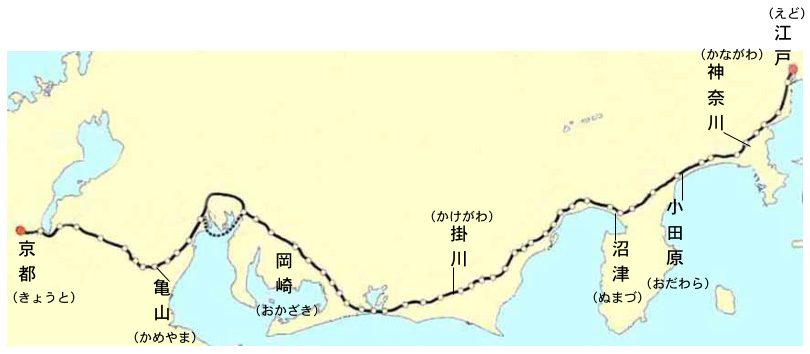 (えど)
江戸
(かながわ)
神奈川
小田原
(おだわら)
沼津
(ぬまづ)
(かけがわ)
掛川
岡崎
(おかざき)
亀山
(かめやま)
京都
(きょうと)